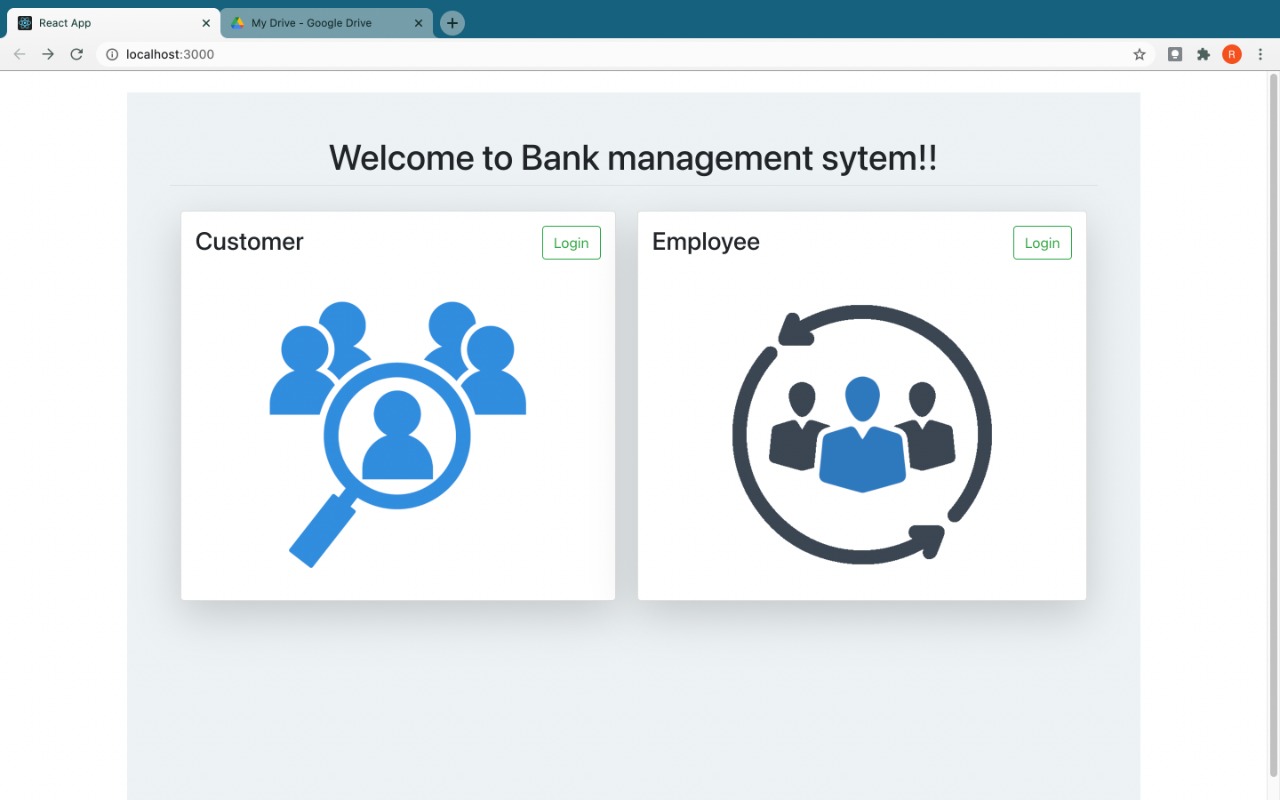 React App
My Drive - Google Drive
localhost:3000
R
Welcome to Bank management sytem!!
Customer
Login
Employee
Login